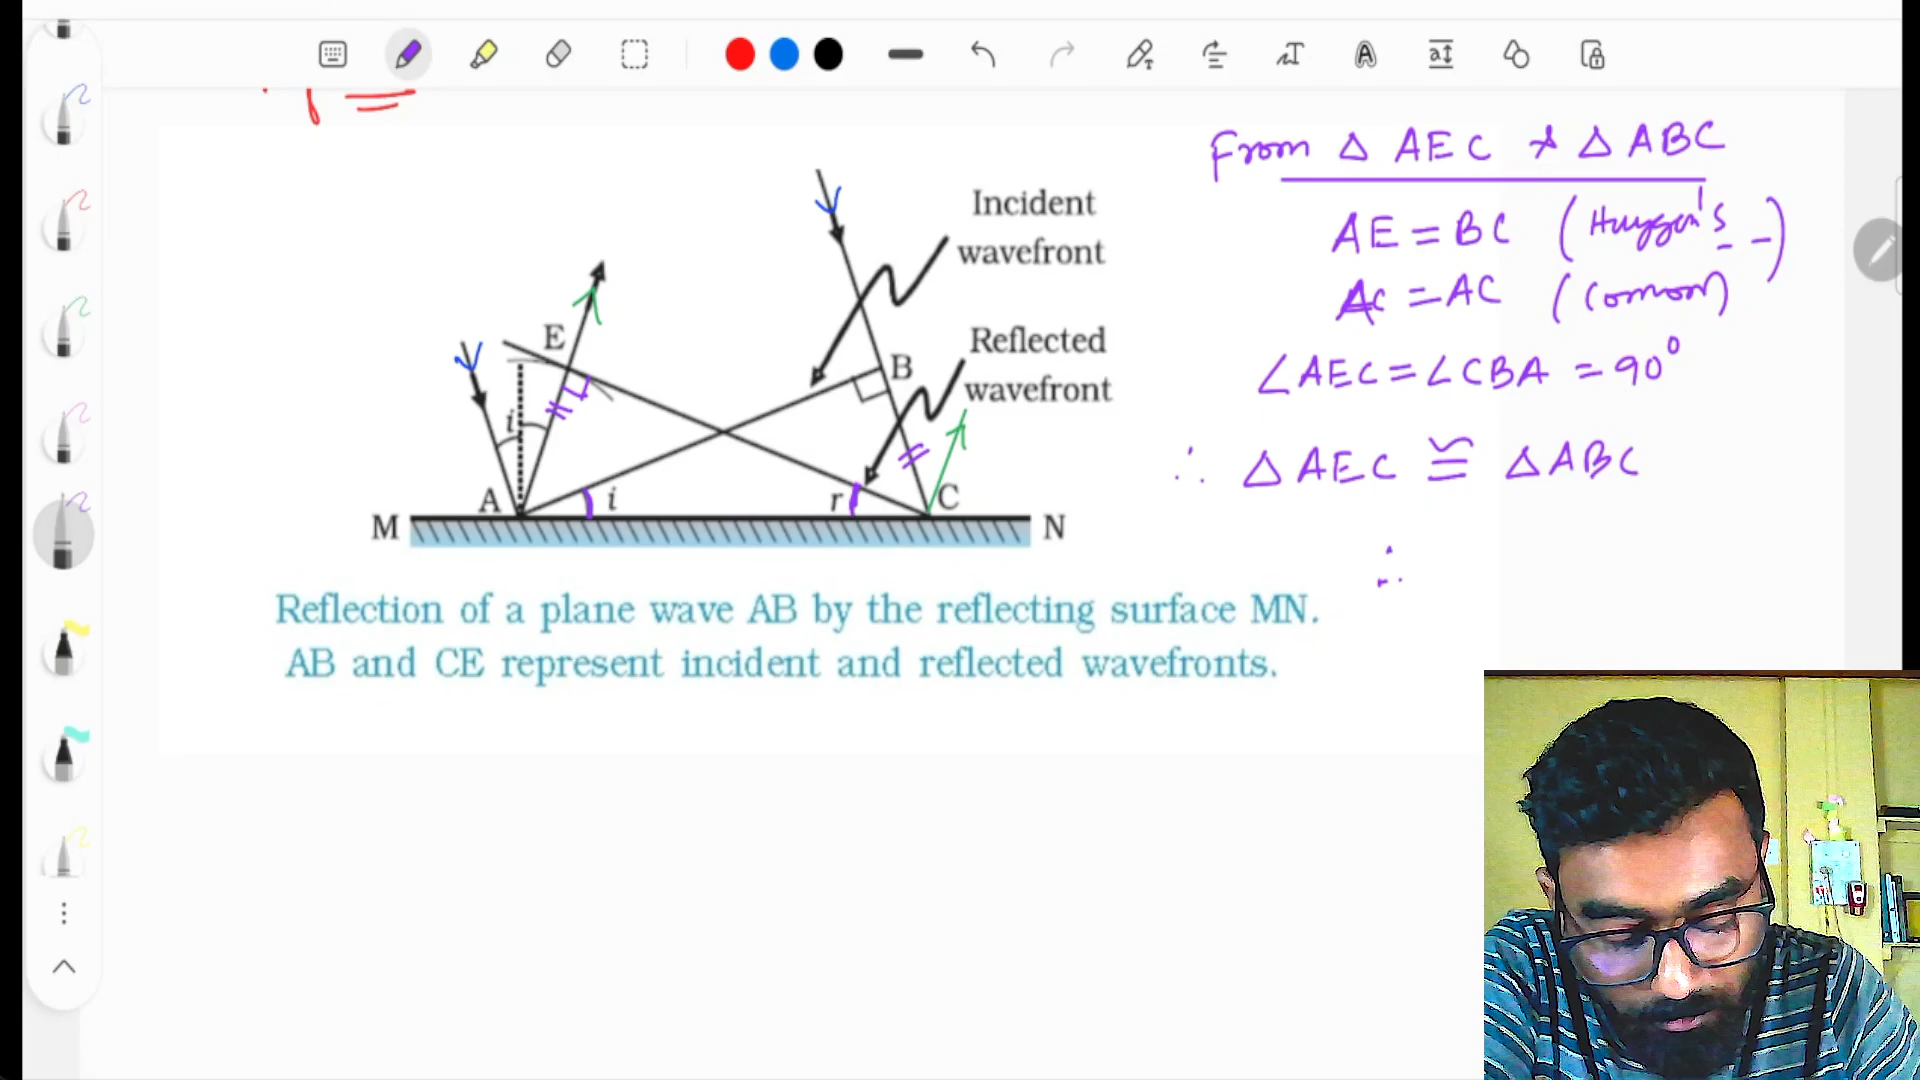 Incident
wavefront
Reflected
wavefront
E
B
i
A
i
r
C
M
N
Reflection of a plane wave AB by the reflecting surface MN.
AB and CE represent incident and reflected wavefronts.
From △ AEC & △ ABC
AE = BC (Huygen's - -)
AC = AC (common)
∠AEC = ∠CBA = 90°
∴ △ AEC ≅ △ ABC
∴